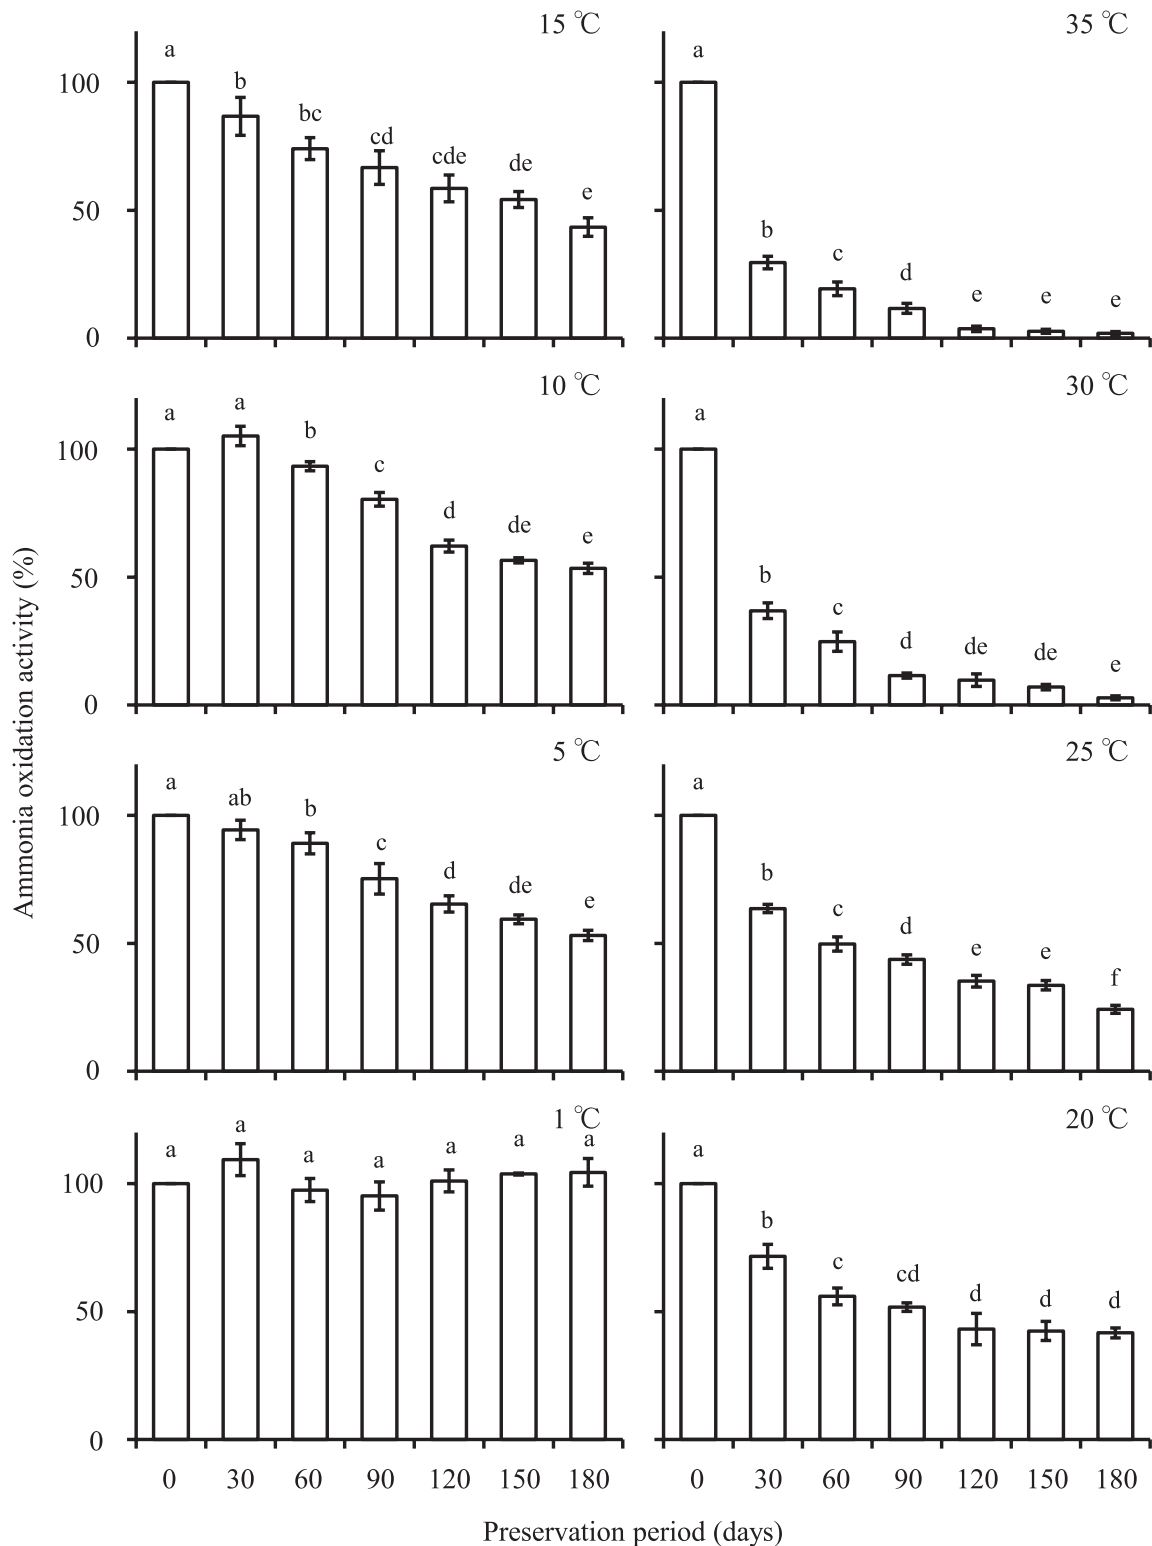 15 ℃
35 ℃
a
b
bc
cd
cde
de
e
a
b
c
d
e
e
e
100
50
0
10 ℃
30 ℃
a
a
b
c
d
de
e
a
b
c
d
de
de
e
100
50
0
Ammonia oxidation activity (%)
5 ℃
25 ℃
a
ab
b
c
d
de
e
a
b
c
d
e
e
f
100
50
0
1 ℃
20 ℃
a
a
a
a
a
a
a
a
b
c
cd
d
d
d
100
50
0
0 30 60 90 120 150 180
0 30 60 90 120 150 180
Preservation period (days)